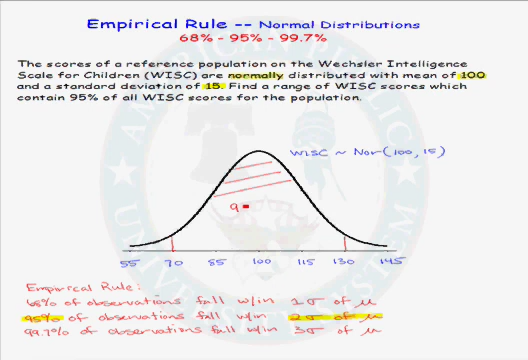 Empirical Rule -- Normal Distributions
68% - 95% - 99.7%
The scores of a reference population on the Wechsler Intelligence
Scale for Children (WISC) are normally distributed with mean of 100
and a standard deviation of 15. Find a range of WISC scores which
contain 95% of all WISC scores for the population.
WISC ~ Nor(100, 15)
9
55 70 85 100 115 130 145
Empirical Rule:
68% of observations fall w/in 1σ of μ
95% of observations fall w/in 2σ of μ
99.7% of observations fall w/in 3σ of μ